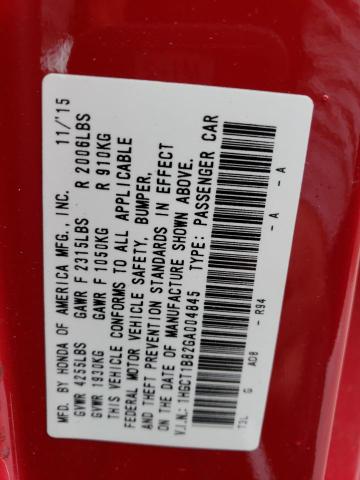 MFD. BY HONDA OF AMERICA MFG., INC. 11/'15
GVWR 4255LBS GAWR F 2315LBS R 2006LBS
GVWR 1930KG GAWR F 1050KG R 910KG
THIS VEHICLE CONFORMS TO ALL APPLICABLE
FEDERAL MOTOR VEHICLE SAFETY, BUMPER,
AND THEFT PREVENTION STANDARDS IN EFFECT
ON THE DATE OF MANUFACTURE SHOWN ABOVE.
V.I.N.: 1HGCT1B82GA004845 TYPE: PASSENGER CAR
T3L G AD8 - R94 - A - A